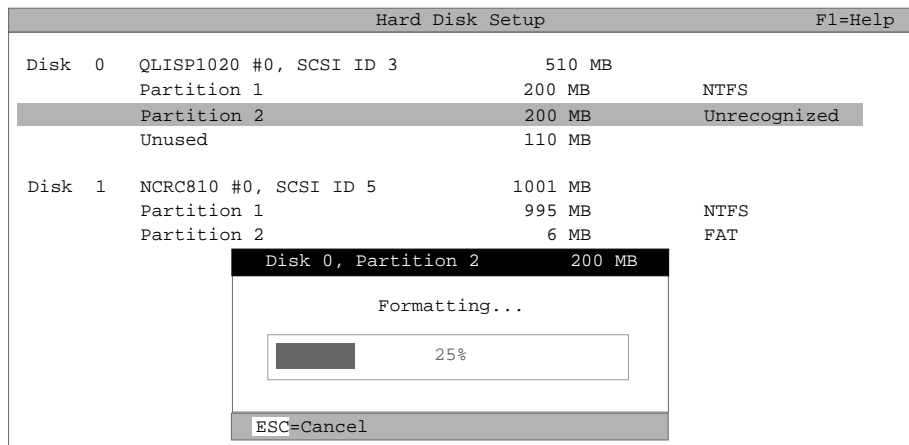 Hard Disk Setup F1=Help
Disk 0 QLISP1020 #0, SCSI ID 3 510 MB
Partition 1 200 MB NTFS
Partition 2 200 MB Unrecognized
Unused 110 MB
Disk 1 NCRC810 #0, SCSI ID 5 1001 MB
Partition 1 995 MB NTFS
Partition 2 6 MB FAT
Disk 0, Partition 2 200 MB
Formatting...
25%
ESC=Cancel